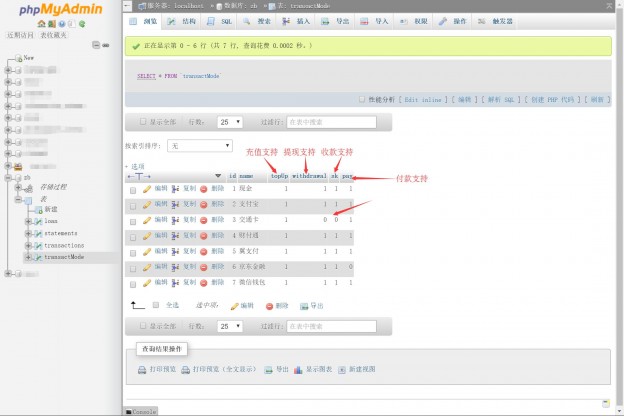 phpMyAdmin
近期访问 表收藏夹
New
zh
存储过程
表
新建
loan
statements
transactions
transactMode
服务器: localhost » 数据库: zh » 表: transactMode
浏览 结构 SQL 搜索 插入 导出 导入 权限 操作 触发器
正在显示第 0 - 6 行 (共 7 行, 查询花费 0.0002 秒。)
SELECT * FROM `transactMode`
性能分析 [ Edit inline ] [ 编辑 ] [ 解析 SQL ] [ 创建 PHP 代码 ] [ 刷新 ]
显示全部 行数: 25 过滤行: 在表中搜索
按索引排序: 无
充值支持 提现支持 收款支持
+ 选项
←T→ id name topUp withdrawal sk pay
付款支持
编辑 复制 删除 1 现金 1 1 1 1
编辑 复制 删除 2 支付宝 1 1 1 1
编辑 复制 删除 3 交通卡 1 0 0 1
编辑 复制 删除 4 财付通 1 1 1 1
编辑 复制 删除 5 翼支付 1 1 1 1
编辑 复制 删除 6 京东金融 1 1 1 0
编辑 复制 删除 7 微信钱包 1 1 1 1
全选 选中项: 编辑 删除 导出
显示全部 行数: 25 过滤行: 在表中搜索
查询结果操作
打印预览 打印预览 (全文显示) 导出 显示图表 新建视图
Console